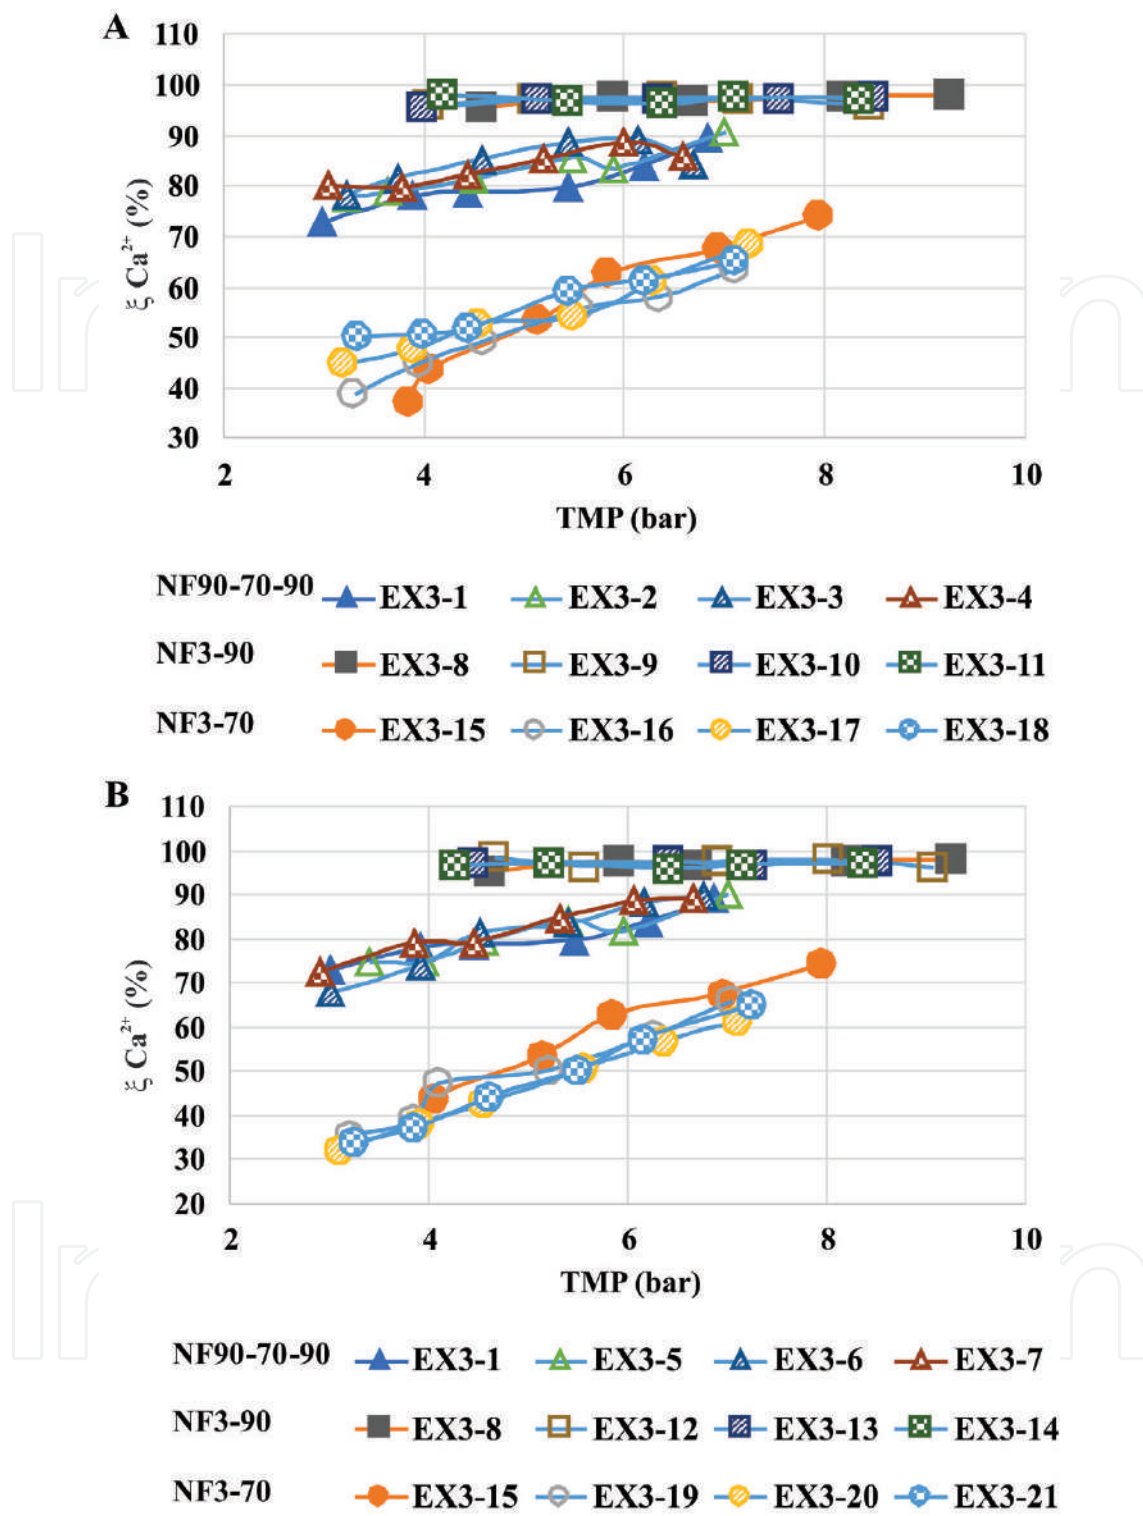 A
110
100
90
80
70
60
50
40
30
ξ Ca²⁺ (%)
2 4 6 8 10
TMP (bar)
NF90-70-90 EX3-1 EX3-2 EX3-3 EX3-4
NF3-90 EX3-8 EX3-9 EX3-10 EX3-11
NF3-70 EX3-15 EX3-16 EX3-17 EX3-18
B
110
100
90
80
70
60
50
40
30
20
ξ Ca²⁺ (%)
2 4 6 8 10
TMP (bar)
NF90-70-90 EX3-1 EX3-5 EX3-6 EX3-7
NF3-90 EX3-8 EX3-12 EX3-13 EX3-14
NF3-70 EX3-15 EX3-19 EX3-20 EX3-21